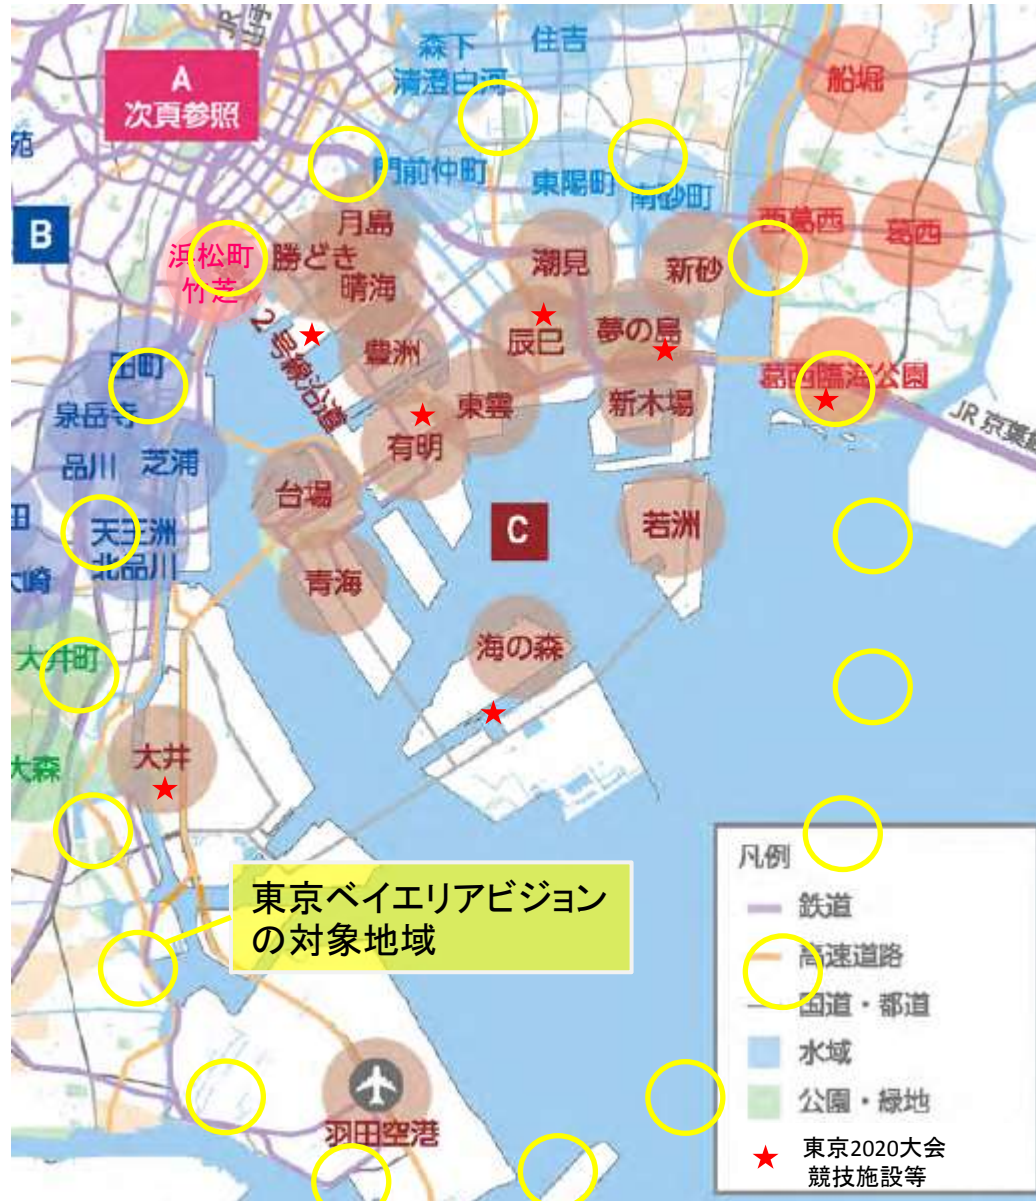 A
次頁参照
B
森下
清澄白河
住吉
船堀
門前仲町
東陽町
南砂町
西葛西
葛西
月島
浜松町
竹芝
勝どき
晴海
潮見
新砂
2号線沿道
豊洲
辰巳
夢の島
葛西臨海公園
田町
泉岳寺
東雲
新木場
JR 京葉線
品川
芝浦
有明
台場
C
若洲
天王洲
北品川
大崎
青海
大井町
海の森
大井
大森
東京ベイエリアビジョン
の対象地域
羽田空港
凡例
鉄道
高速道路
国道・都道
水域
公園・緑地
東京2020大会
競技施設等